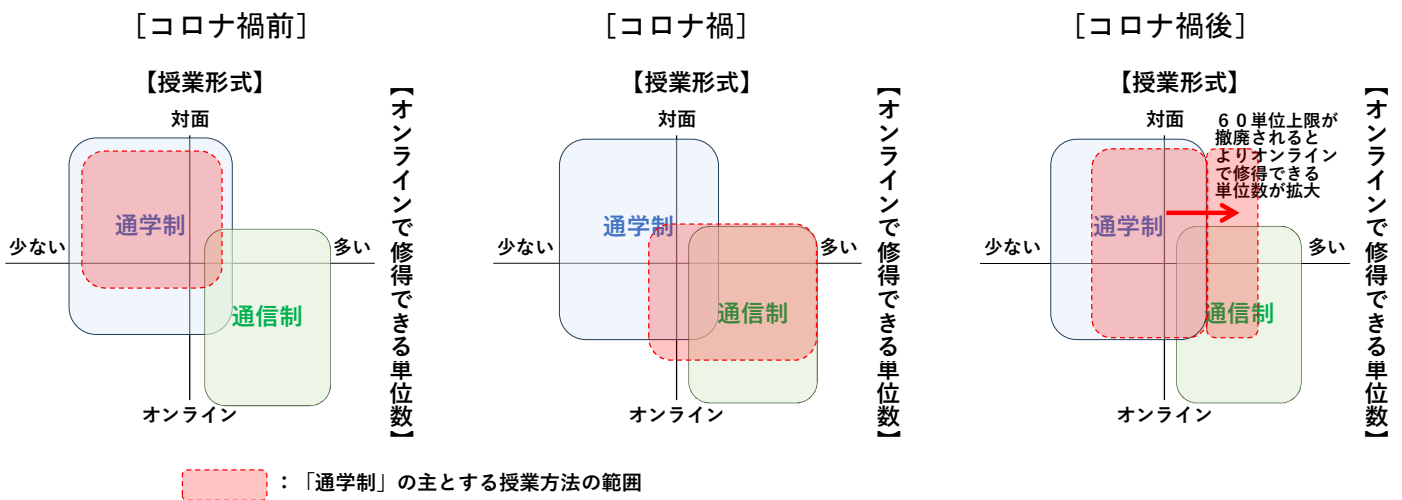 ［コロナ禍前］
【授業形式】
対面
【オンラインで修得できる単位数】
通学制
少ない
多い
通信制
オンライン
［コロナ禍］
【授業形式】
対面
【オンラインで修得できる単位数】
通学制
少ない
多い
通信制
オンライン
［コロナ禍後］
【授業形式】
対面
６０単位上限が
撤廃されると
よりオンライン
で修得できる
単位数が拡大
【オンラインで修得できる単位数】
通学制
少ない
多い
通信制
オンライン
：「通学制」の主とする授業方法の範囲